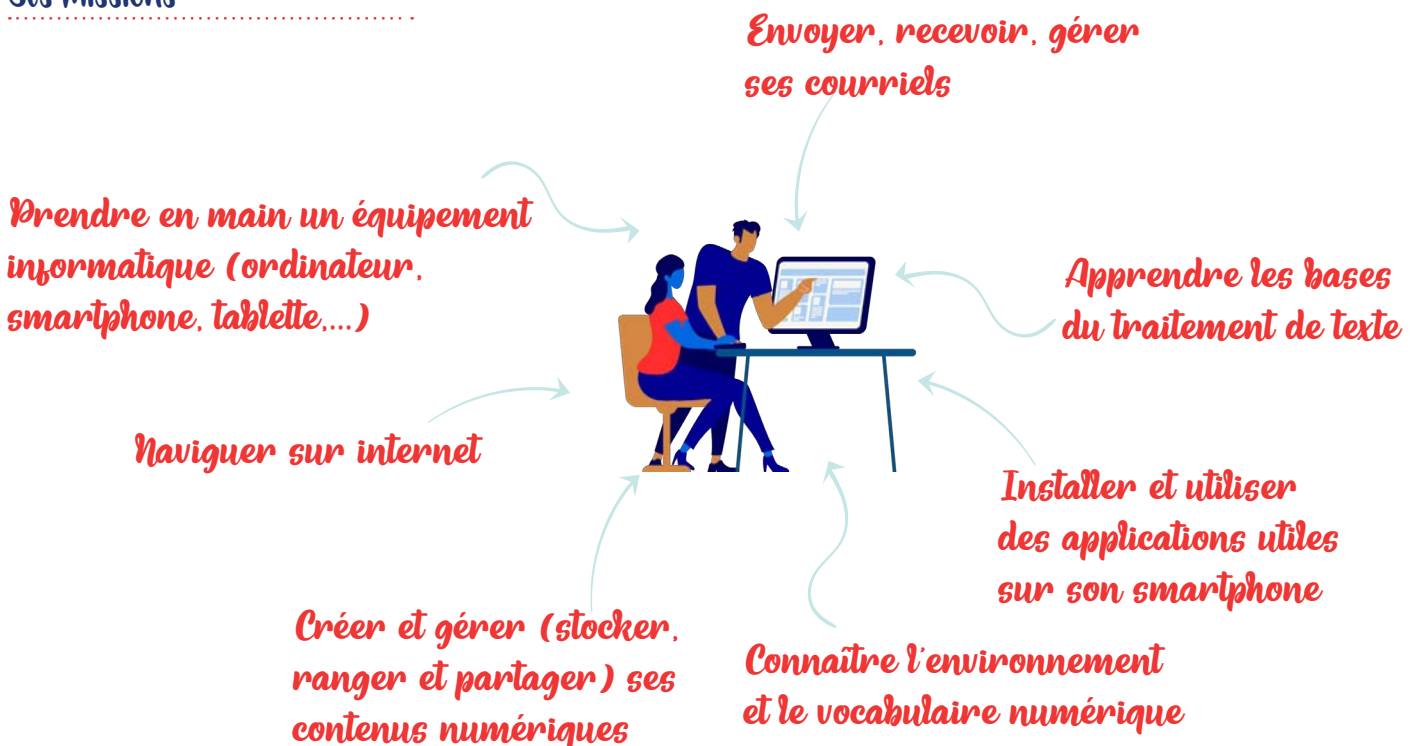 Ses missions
Envoyer, recevoir, gérer
ses courriels
Prendre en main un équipement
informatique (ordinateur,
smartphone, tablette,...)
Apprendre les bases
du traitement de texte
Naviguer sur internet
Installer et utiliser
des applications utiles
sur son smartphone
Créer et gérer (stocker,
ranger et partager) ses
contenus numériques
Connaître l'environnement
et le vocabulaire numérique